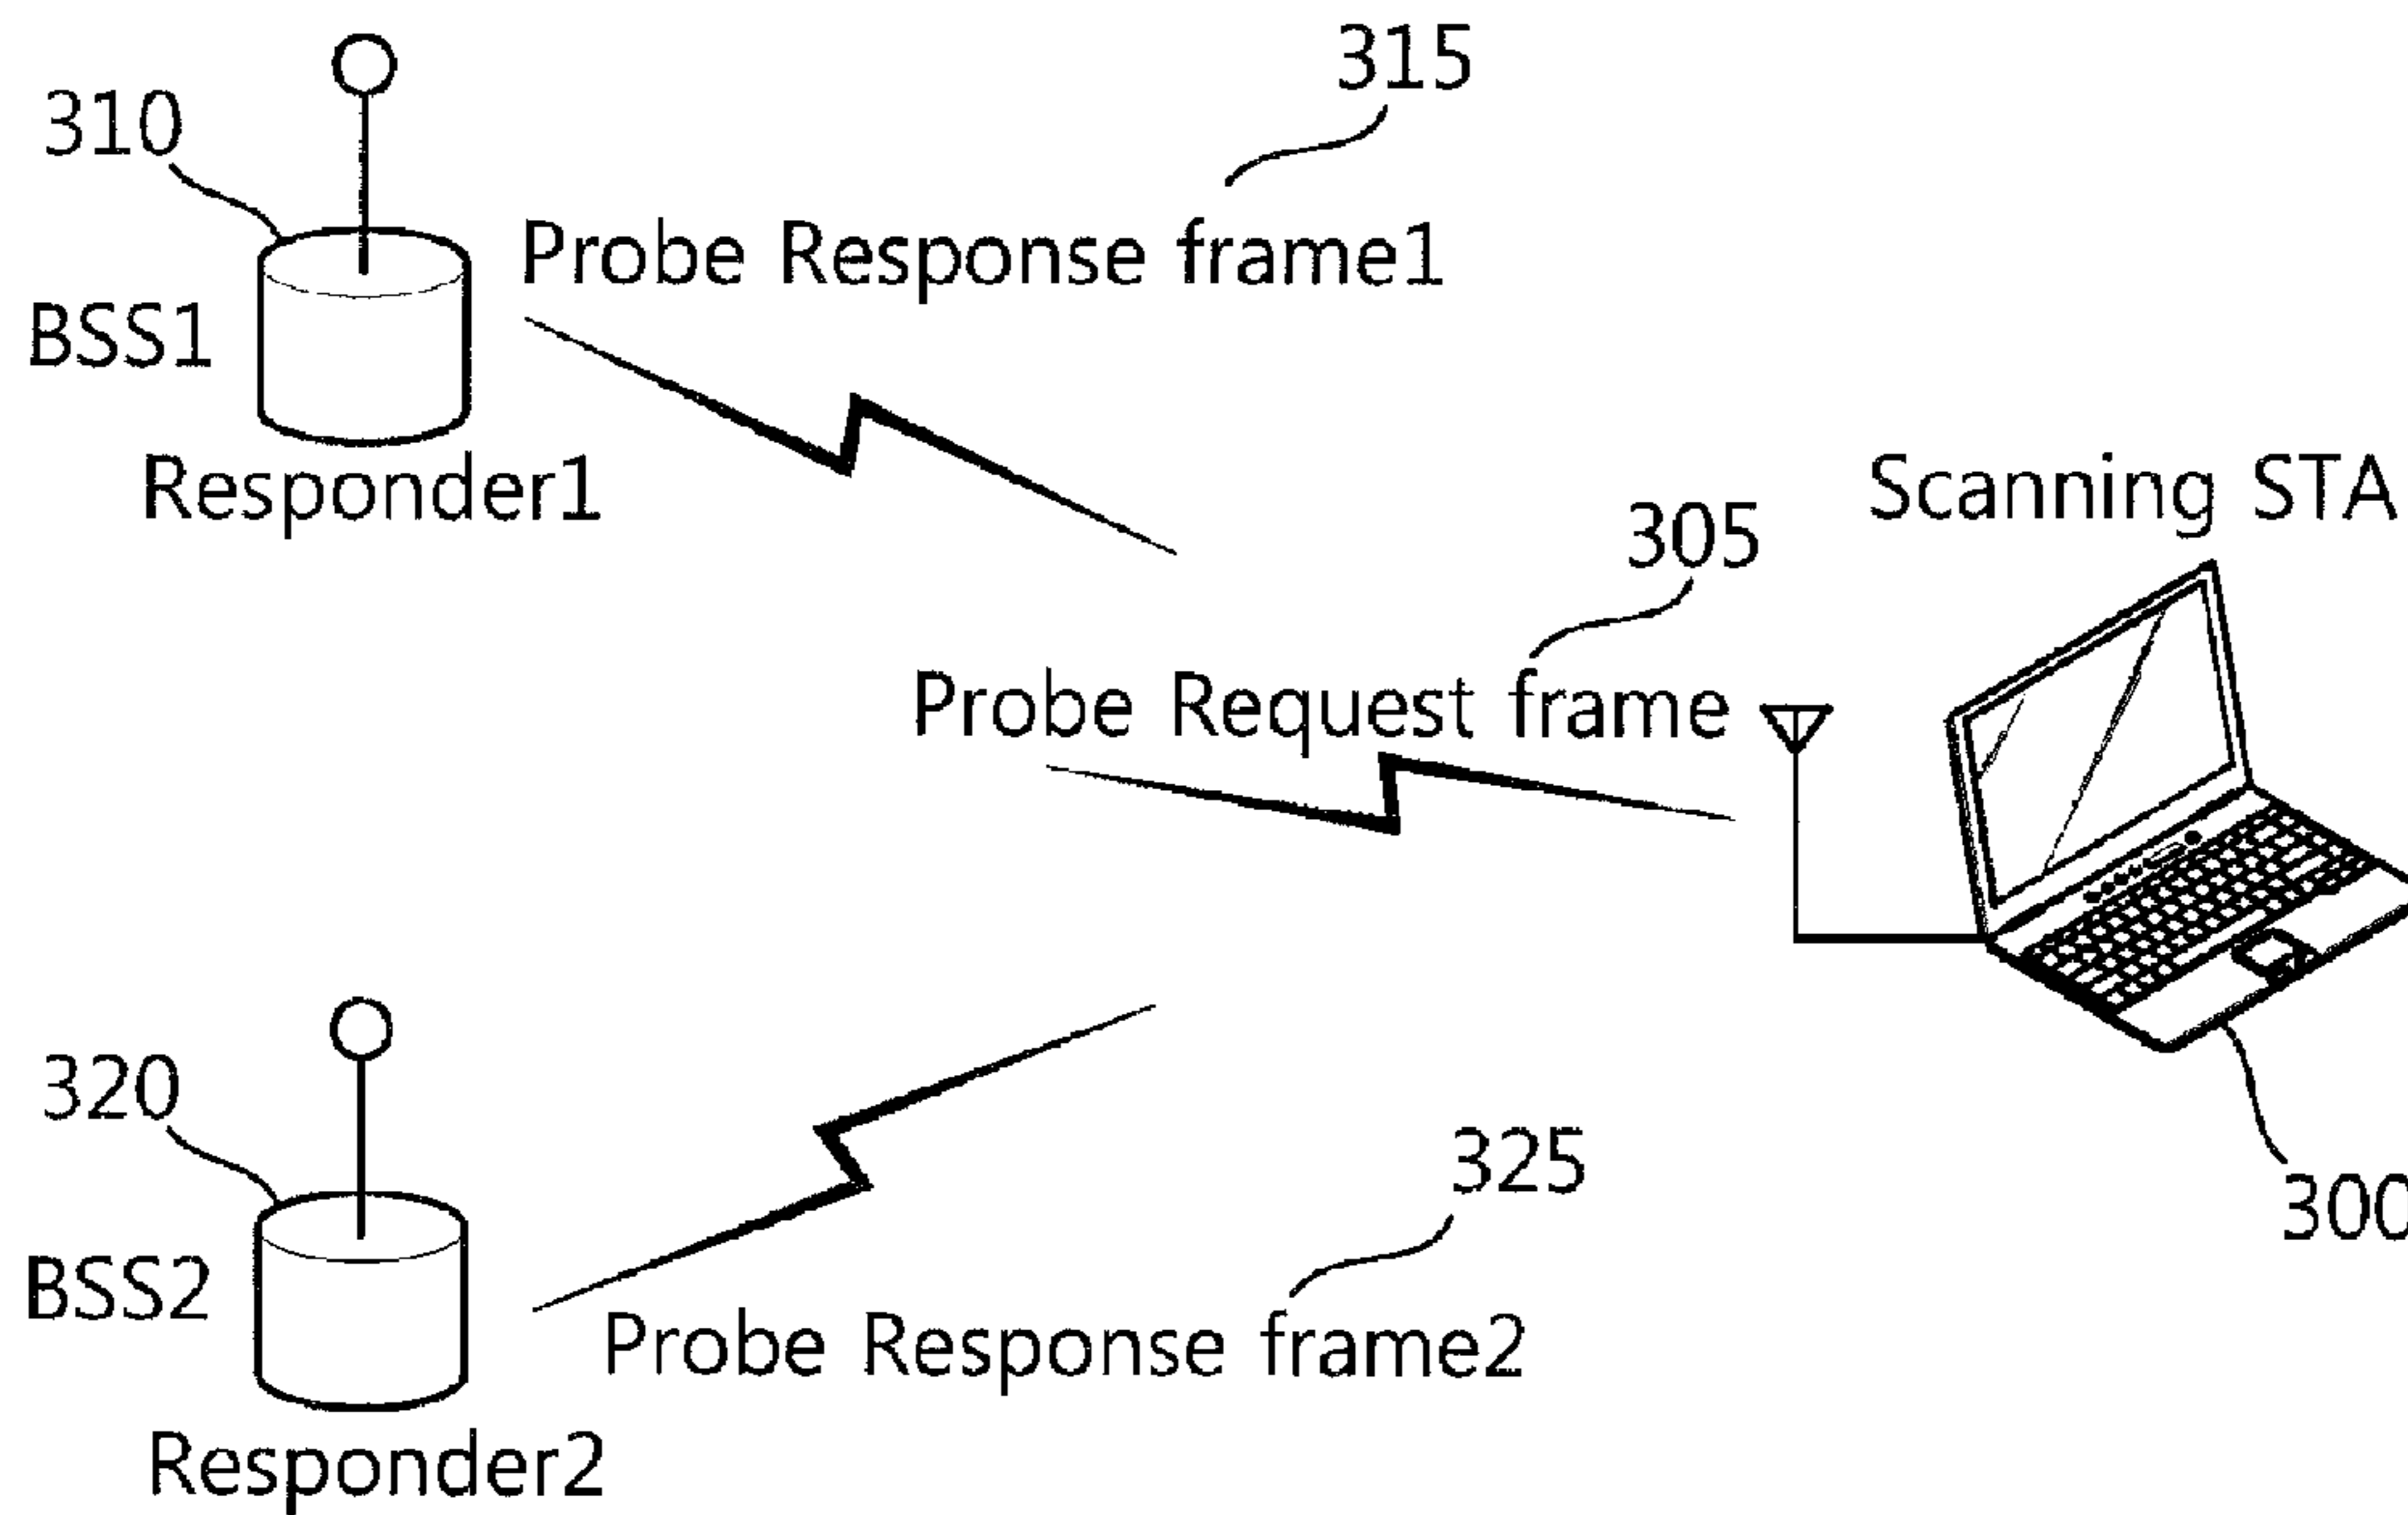 315
310
Probe Response frame1
BSS1
Responder1
Scanning STA
305
Probe Request frame
320
325
300
BSS2
Probe Response frame2
Responder2